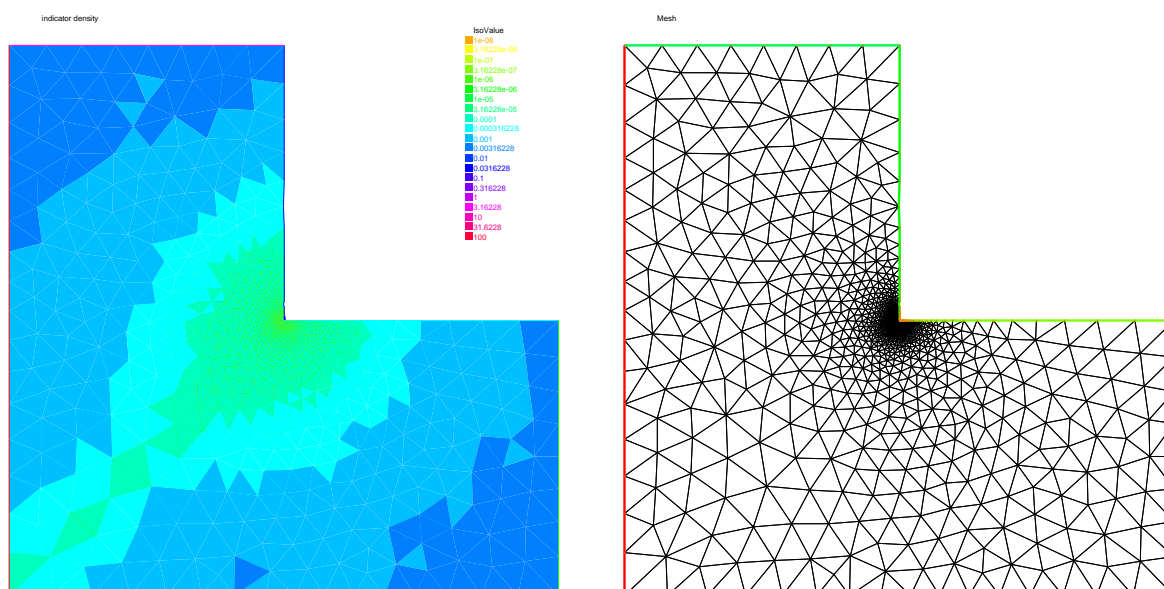 indicator density
IsoValue
1e-08
3.16228e-08
1e-07
3.16228e-07
1e-06
3.16228e-06
1e-05
3.16228e-05
0.0001
0.000316228
0.001
0.00316228
0.01
0.0316228
0.1
0.316228
1
3.16228
10
31.6228
100
Mesh